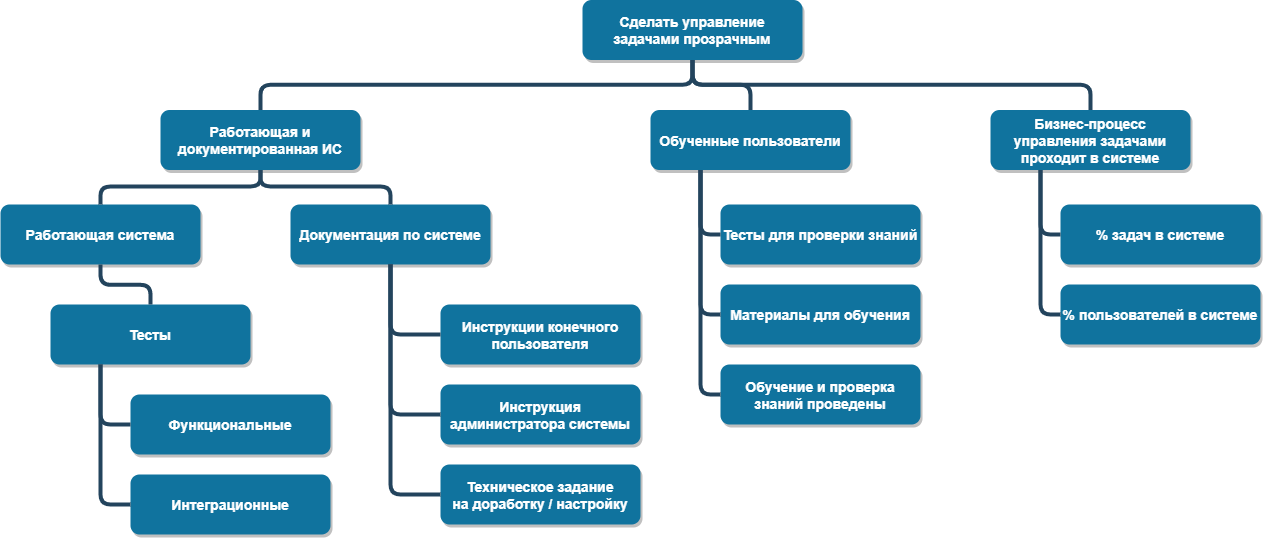 Сделать управление
задачами прозрачным
Работающая и
документированная ИС
Обученные пользователи
Бизнес-процесс
управления задачами
проходит в системе
Работающая система
Документация по системе
Тесты для проверки знаний
% задач в системе
Тесты
Инструкции конечного
пользователя
Материалы для обучения
% пользователей в системе
Функциональные
Инструкция
администратора системы
Обучение и проверка
знаний проведены
Интеграционные
Техническое задание
на доработку / настройку